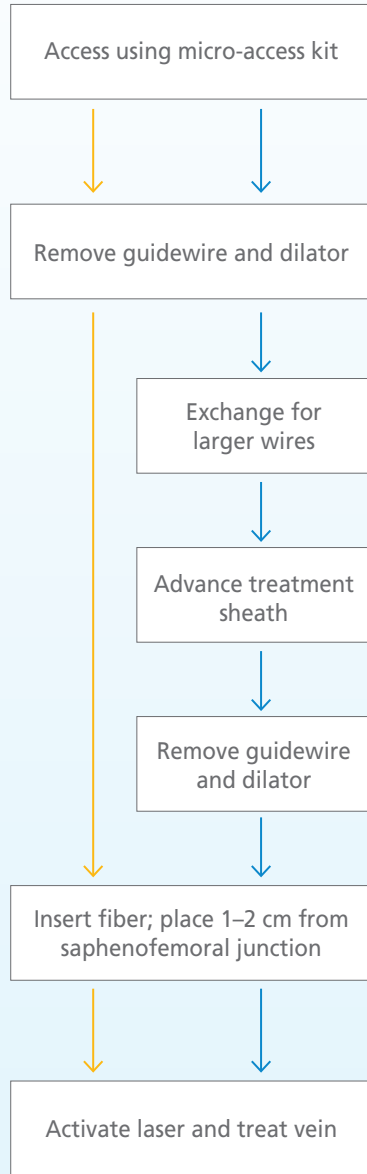 Access using micro-access kit
Remove guidewire and dilator
Exchange for
larger wires
Advance treatment
sheath
Remove guidewire
and dilator
Insert fiber; place 1–2 cm from
saphenofemoral junction
Activate laser and treat vein